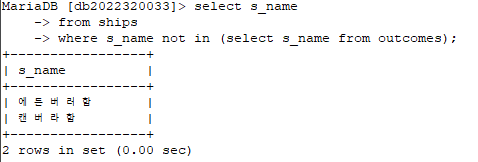 MariaDB [db2022320033]> select s_name
    -> from ships
    -> where s_name not in (select s_name from outcomes);
+-----------------+
| s_name          |
+-----------------+
| 에든버러함      |
| 캔버라함        |
+-----------------+
2 rows in set (0.00 sec)